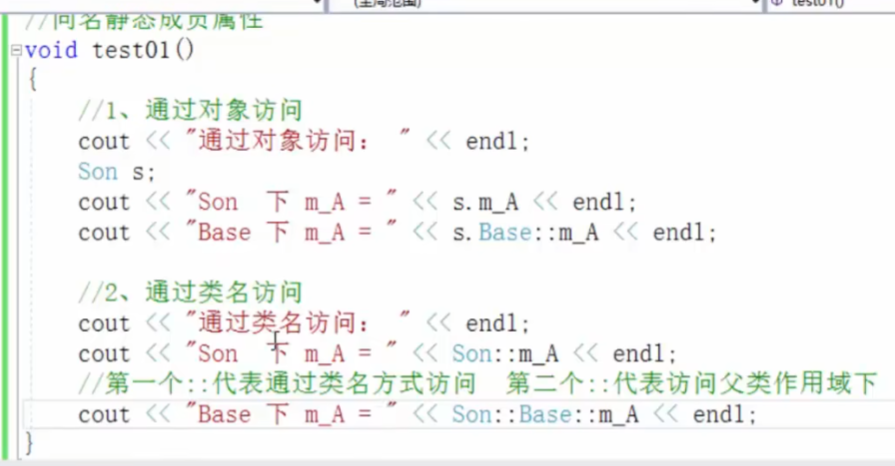 (全局范围) test01()
//同名静态成员属性
void test01()
{
//1、通过对象访问
cout << "通过对象访问： " << endl;
Son s;
cout << "Son  下 m_A = " << s.m_A << endl;
cout << "Base 下 m_A = " << s.Base::m_A << endl;
//2、通过类名访问
cout << "通过类名访问： " << endl;
cout << "Son  下 m_A = " << Son::m_A << endl;
//第一个::代表通过类名方式访问  第二个::代表访问父类作用域下
cout << "Base 下 m_A = " << Son::Base::m_A << endl;
}